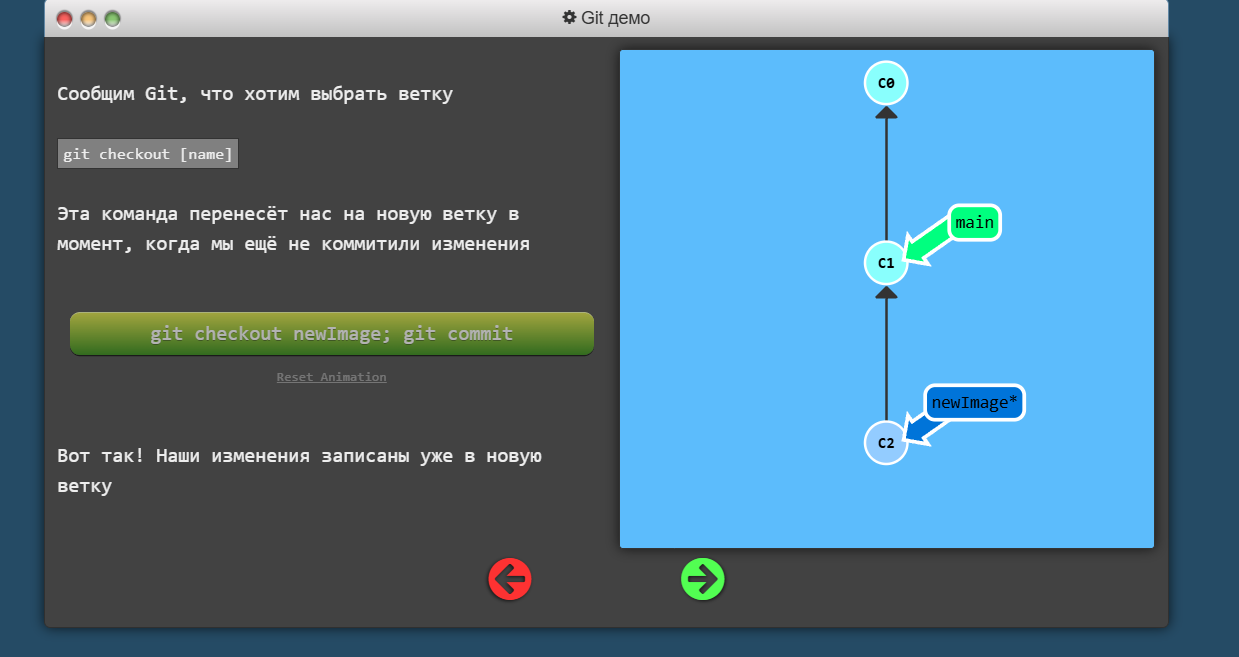 Git демо
Сообщим Git, что хотим выбрать ветку
git checkout [name]
Эта команда перенесёт нас на новую ветку в
момент, когда мы ещё не коммитили изменения
git checkout newImage; git commit
Reset Animation
Вот так! Наши изменения записаны уже в новую
ветку
C0
main
C1
newImage*
C2